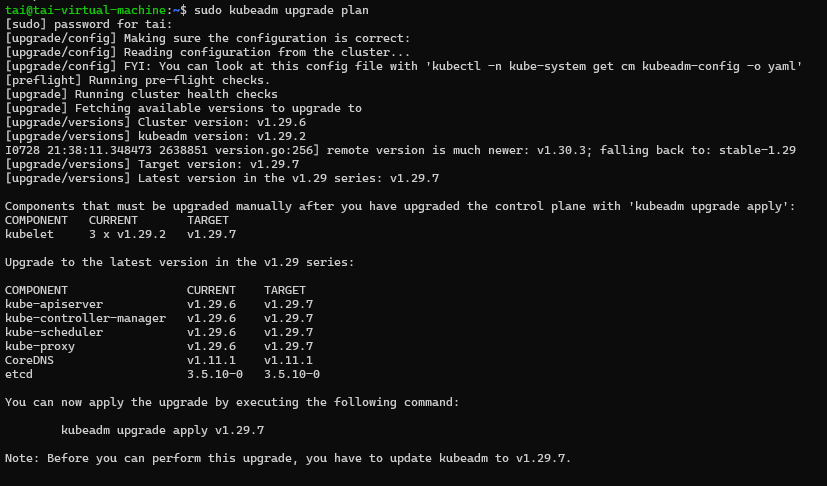 tai@tai-virtual-machine:~$ sudo kubeadm upgrade plan
[sudo] password for tai:
[upgrade/config] Making sure the configuration is correct:
[upgrade/config] Reading configuration from the cluster...
[upgrade/config] FYI: You can look at this config file with 'kubectl -n kube-system get cm kubeadm-config -o yaml'
[preflight] Running pre-flight checks.
[upgrade] Running cluster health checks
[upgrade] Fetching available versions to upgrade to
[upgrade/versions] Cluster version: v1.29.6
[upgrade/versions] kubeadm version: v1.29.2
I0728 21:38:11.348473 2638851 version.go:256] remote version is much newer: v1.30.3; falling back to: stable-1.29
[upgrade/versions] Target version: v1.29.7
[upgrade/versions] Latest version in the v1.29 series: v1.29.7

Components that must be upgraded manually after you have upgraded the control plane with 'kubeadm upgrade apply':
COMPONENT   CURRENT       TARGET
kubelet     3 x v1.29.2   v1.29.7

Upgrade to the latest version in the v1.29 series:

COMPONENT                 CURRENT    TARGET
kube-apiserver            v1.29.6    v1.29.7
kube-controller-manager   v1.29.6    v1.29.7
kube-scheduler            v1.29.6    v1.29.7
kube-proxy                v1.29.6    v1.29.7
CoreDNS                   v1.11.1    v1.11.1
etcd                      3.5.10-0   3.5.10-0

You can now apply the upgrade by executing the following command:

        kubeadm upgrade apply v1.29.7

Note: Before you can perform this upgrade, you have to update kubeadm to v1.29.7.